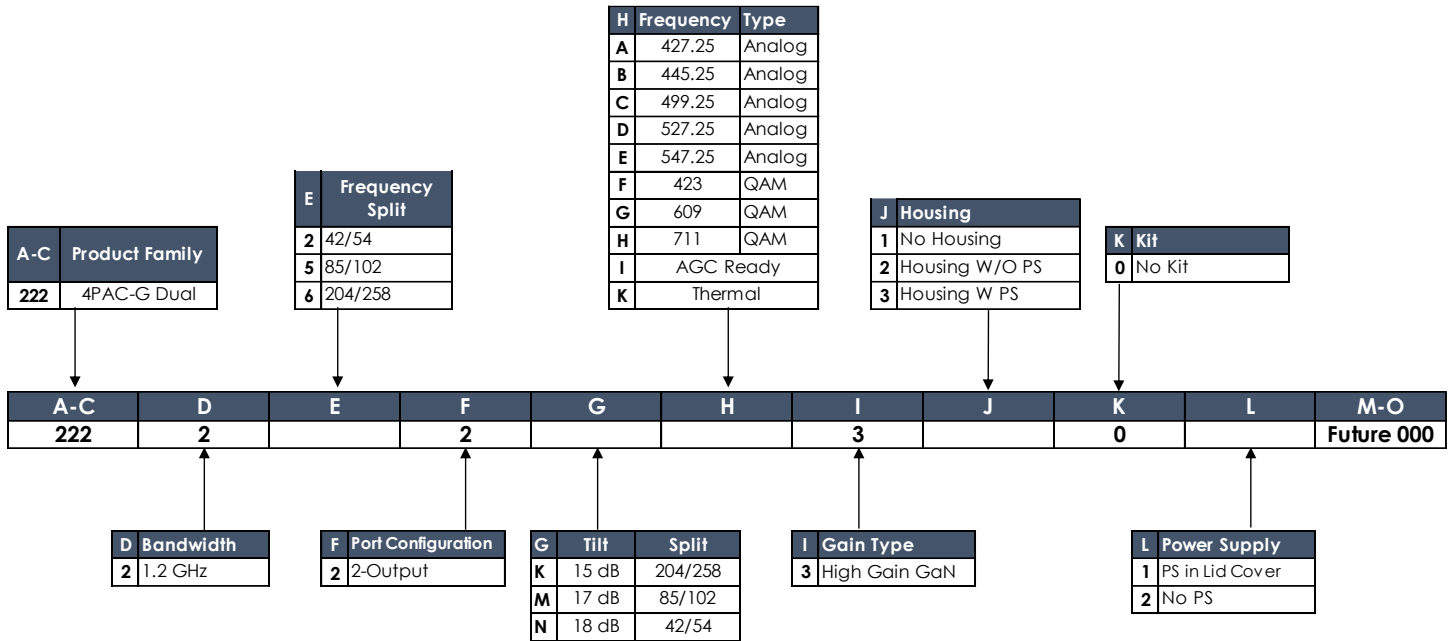 H Frequency Type
A 427.25 Analog
B 445.25 Analog
C 499.25 Analog
D 527.25 Analog
E 547.25 Analog
F 423 QAM
G 609 QAM
H 711 QAM
I AGC Ready
K Thermal
E Frequency
Split
2 42/54
5 85/102
6 204/258
A-C Product Family
222 4PAC-G Dual
J Housing
1 No Housing
2 Housing W/O PS
3 Housing W PS
K Kit
0 No Kit
A-C D E F G H I J K L M-O
222 2 2 3 0 Future 000
D Bandwidth
2 1.2 GHz
F Port Configuration
2 2-Output
G Tilt Split
K 15 dB 204/258
M 17 dB 85/102
N 18 dB 42/54
I Gain Type
3 High Gain GaN
L Power Supply
1 PS in Lid Cover
2 No PS